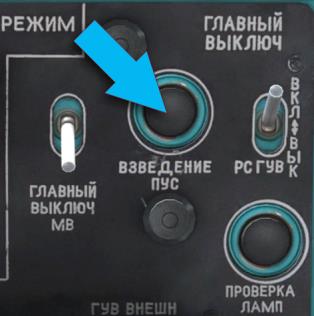 РЕЖИМ
ГЛАВНЫЙ
ВЫКЛЮЧ
ВКЛ
ВЫК
ВЗВЕДЕНИЕ
ПУС
РС ГУВ
ГЛАВНЫЙ
ВЫКЛЮЧ
МВ
ПРОВЕРКА
ЛАМП
ГУВ ВНЕШН